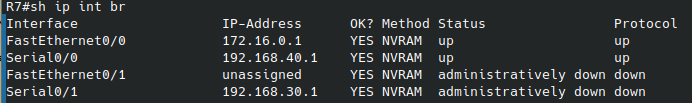 R7#sh ip int br
Interface                  IP-Address      OK? Method Status                Protocol
FastEthernet0/0            172.16.0.1      YES NVRAM  up                    up
Serial0/0                  192.168.40.1    YES NVRAM  up                    up
FastEthernet0/1            unassigned      YES NVRAM  administratively down down
Serial0/1                  192.168.30.1    YES NVRAM  administratively down down